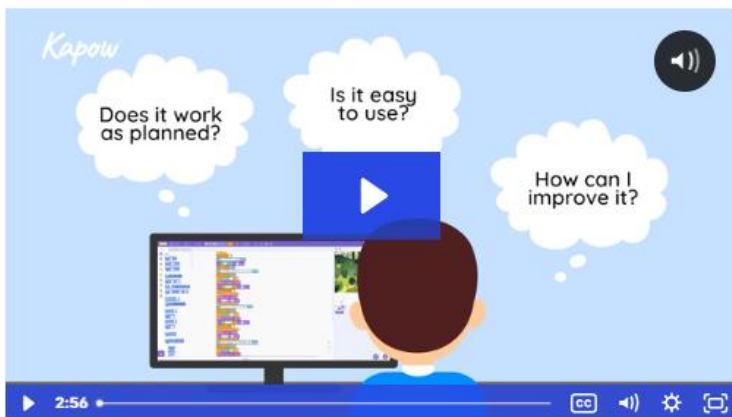 Kapow
Does it work
as planned?
Is it easy
to use?
How can I
improve it?
2:56
CC